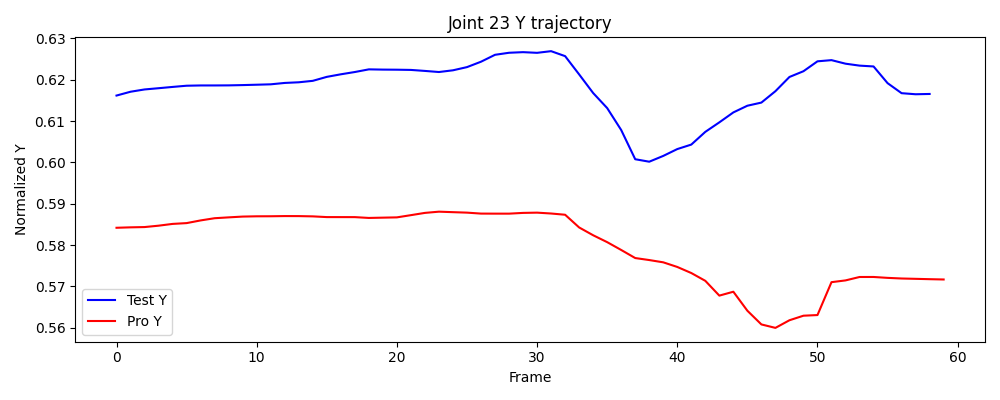 Joint 23 Y trajectory
Normalized Y
0.63
0.62
0.61
0.60
0.59
0.58
0.57
0.56
Test Y
Pro Y
0 10 20 30 40 50 60
Frame